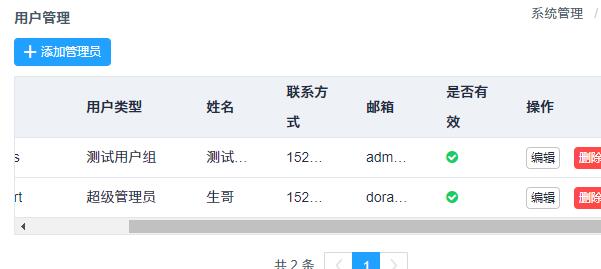 用户管理
系统管理 /
添加管理员
用户类型 姓名 联系方式 邮箱 是否有效 操作
s 测试用户组 测试... 152... adm... 编辑 删除
rt 超级管理员 生哥 152... dora... 编辑 删除
共 2 条 1